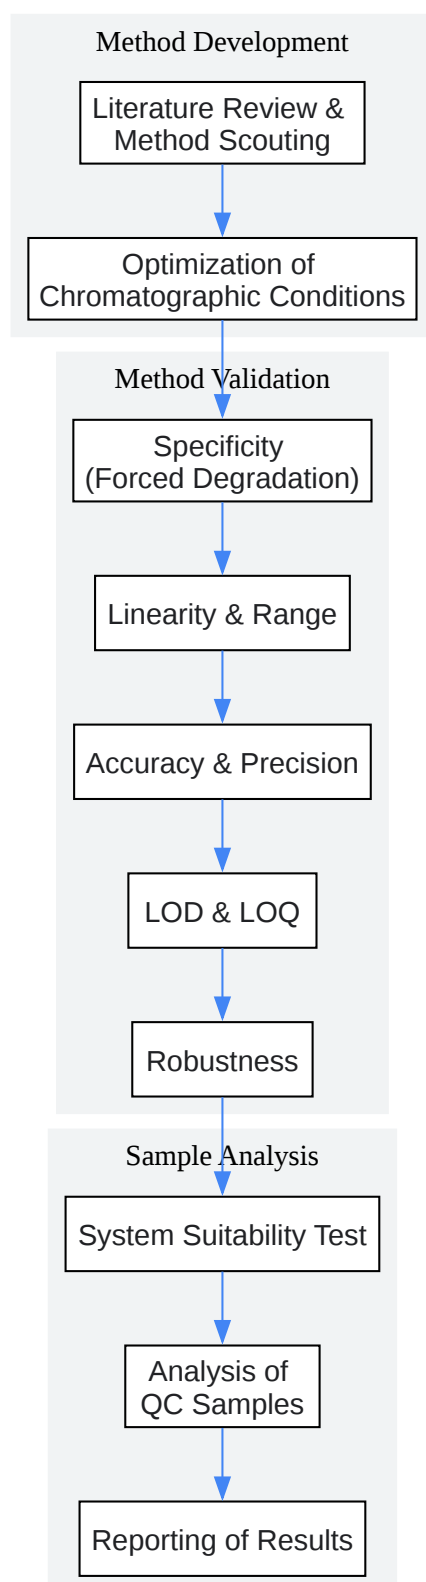 Method Development
Literature Review &
Method Scouting
Optimization of
Chromatographic Conditions
Method Validation
Specificity
(Forced Degradation)
Linearity & Range
Accuracy & Precision
LOD & LOQ
Robustness
Sample Analysis
System Suitability Test
Analysis of
QC Samples
Reporting of Results